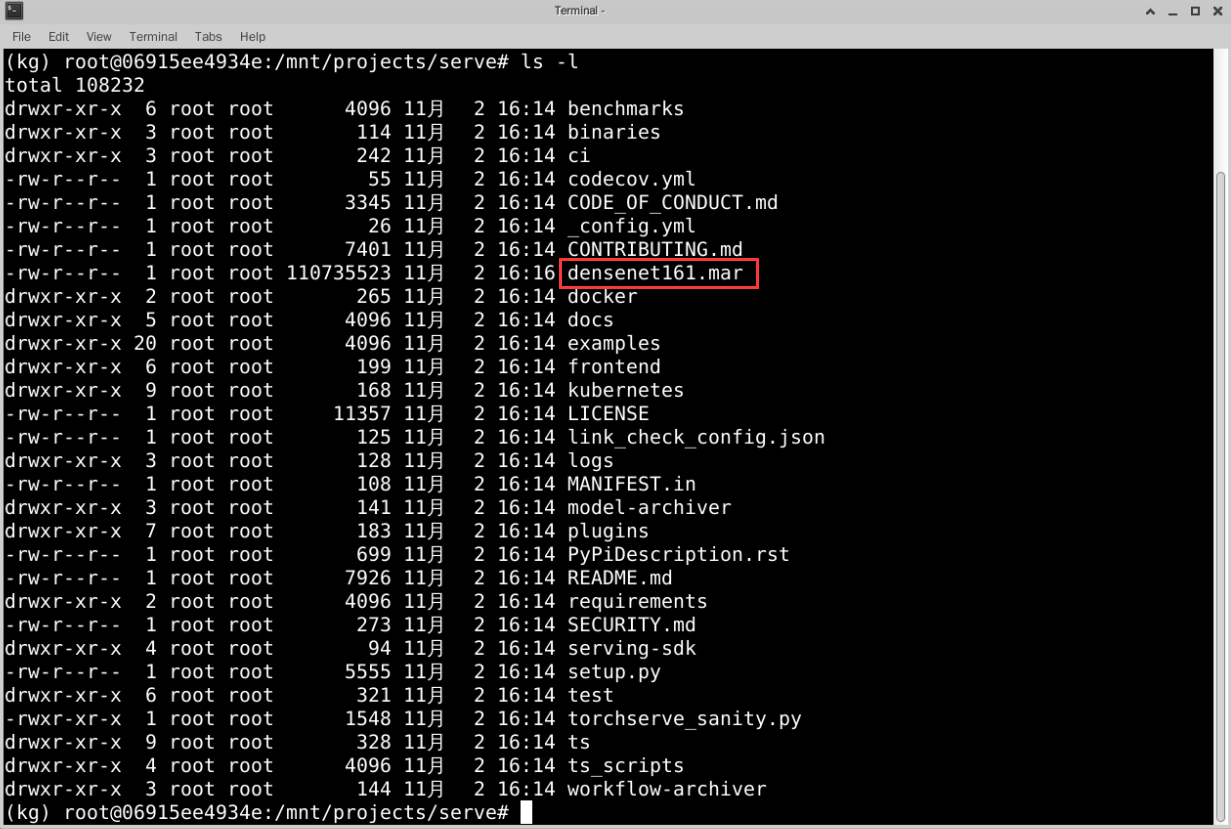 Terminal -
File Edit View Terminal Tabs Help
(kg) root@06915ee4934e:/mnt/projects/serve# ls -l
total 108232
drwxr-xr-x  6 root root      4096 11月  2 16:14 benchmarks
drwxr-xr-x  3 root root       114 11月  2 16:14 binaries
drwxr-xr-x  3 root root       242 11月  2 16:14 ci
-rw-r--r--  1 root root        55 11月  2 16:14 codecov.yml
-rw-r--r--  1 root root      3345 11月  2 16:14 CODE_OF_CONDUCT.md
-rw-r--r--  1 root root        26 11月  2 16:14 _config.yml
-rw-r--r--  1 root root      7401 11月  2 16:14 CONTRIBUTING.md
-rw-r--r--  1 root root 110735523 11月  2 16:16 densenet161.mar
drwxr-xr-x  2 root root       265 11月  2 16:14 docker
drwxr-xr-x  5 root root      4096 11月  2 16:14 docs
drwxr-xr-x 20 root root      4096 11月  2 16:14 examples
drwxr-xr-x  6 root root       199 11月  2 16:14 frontend
drwxr-xr-x  9 root root       168 11月  2 16:14 kubernetes
-rw-r--r--  1 root root     11357 11月  2 16:14 LICENSE
-rw-r--r--  1 root root       125 11月  2 16:14 link_check_config.json
drwxr-xr-x  3 root root       128 11月  2 16:14 logs
-rw-r--r--  1 root root       108 11月  2 16:14 MANIFEST.in
drwxr-xr-x  3 root root       141 11月  2 16:14 model-archiver
drwxr-xr-x  7 root root       183 11月  2 16:14 plugins
-rw-r--r--  1 root root       699 11月  2 16:14 PyPiDescription.rst
-rw-r--r--  1 root root      7926 11月  2 16:14 README.md
drwxr-xr-x  2 root root      4096 11月  2 16:14 requirements
-rw-r--r--  1 root root       273 11月  2 16:14 SECURITY.md
drwxr-xr-x  4 root root        94 11月  2 16:14 serving-sdk
-rw-r--r--  1 root root      5555 11月  2 16:14 setup.py
drwxr-xr-x  6 root root       321 11月  2 16:14 test
-rwxr-xr-x  1 root root      1548 11月  2 16:14 torchserve_sanity.py
drwxr-xr-x  9 root root       328 11月  2 16:14 ts
drwxr-xr-x  4 root root      4096 11月  2 16:14 ts_scripts
drwxr-xr-x  3 root root       144 11月  2 16:14 workflow-archiver
(kg) root@06915ee4934e:/mnt/projects/serve#